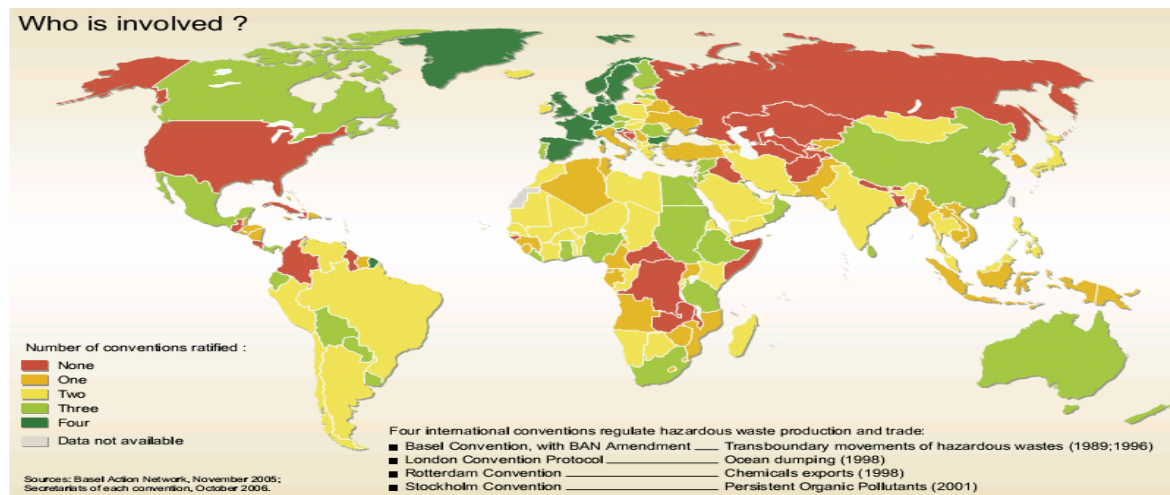 Who is involved ?
Number of conventions ratified :
None
One
Two
Three
Four
Data not available
Sources: Basel Action Network, November 2005;
Secretariats of each convention, October 2006.
Four international conventions regulate hazardous waste production and trade:
Basel Convention, with BAN Amendment Transboundary movements of hazardous wastes (1989;1996)
London Convention Protocol Ocean dumping (1998)
Rotterdam Convention Chemicals exports (1998)
Stockholm Convention Persistent Organic Pollutants (2001)